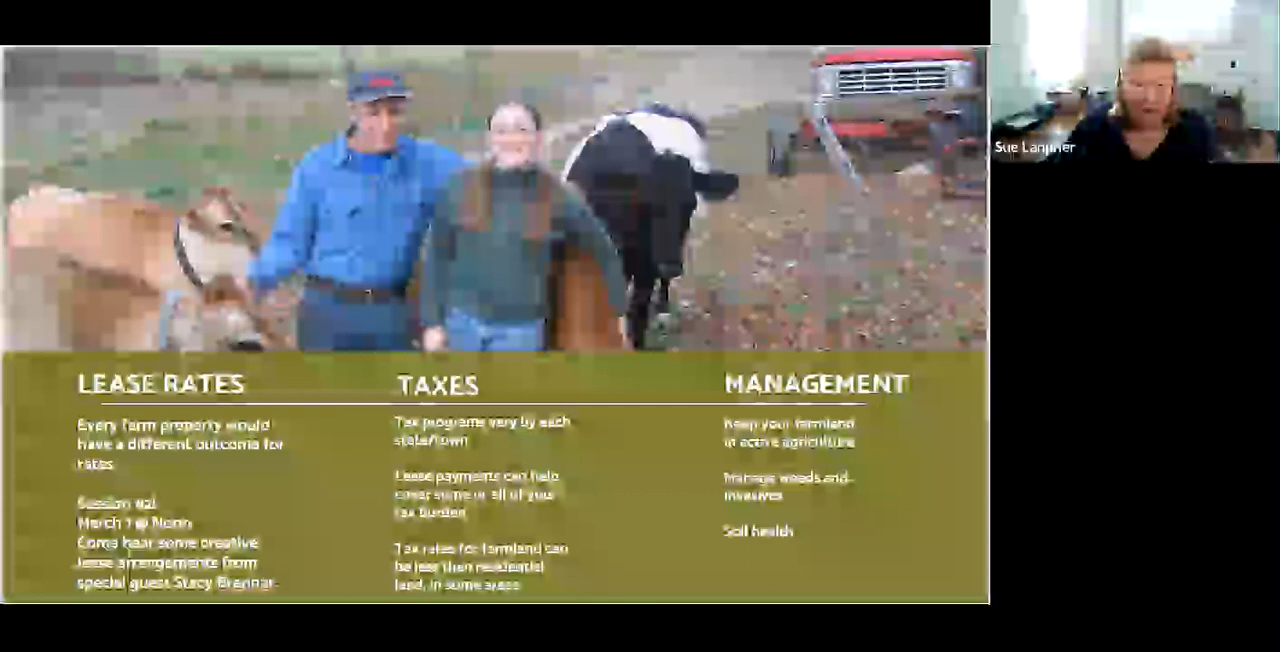 LEASE RATES
Every farm property would
have a different outcome for
rates.
Session #2!
March 1 @ Noon
Come hear some creative
lease arrangements from
special guest Stacy Brenner
TAXES
Tax programs vary by each
state/town
Lease payments can help
cover some or all of your
tax burden
Tax rates for farmland can
be less than residential
land, in some areas
MANAGEMENT
Keep your farmland
in active agriculture
Manage weeds and
invasives
Soil health
Sue Lanpher